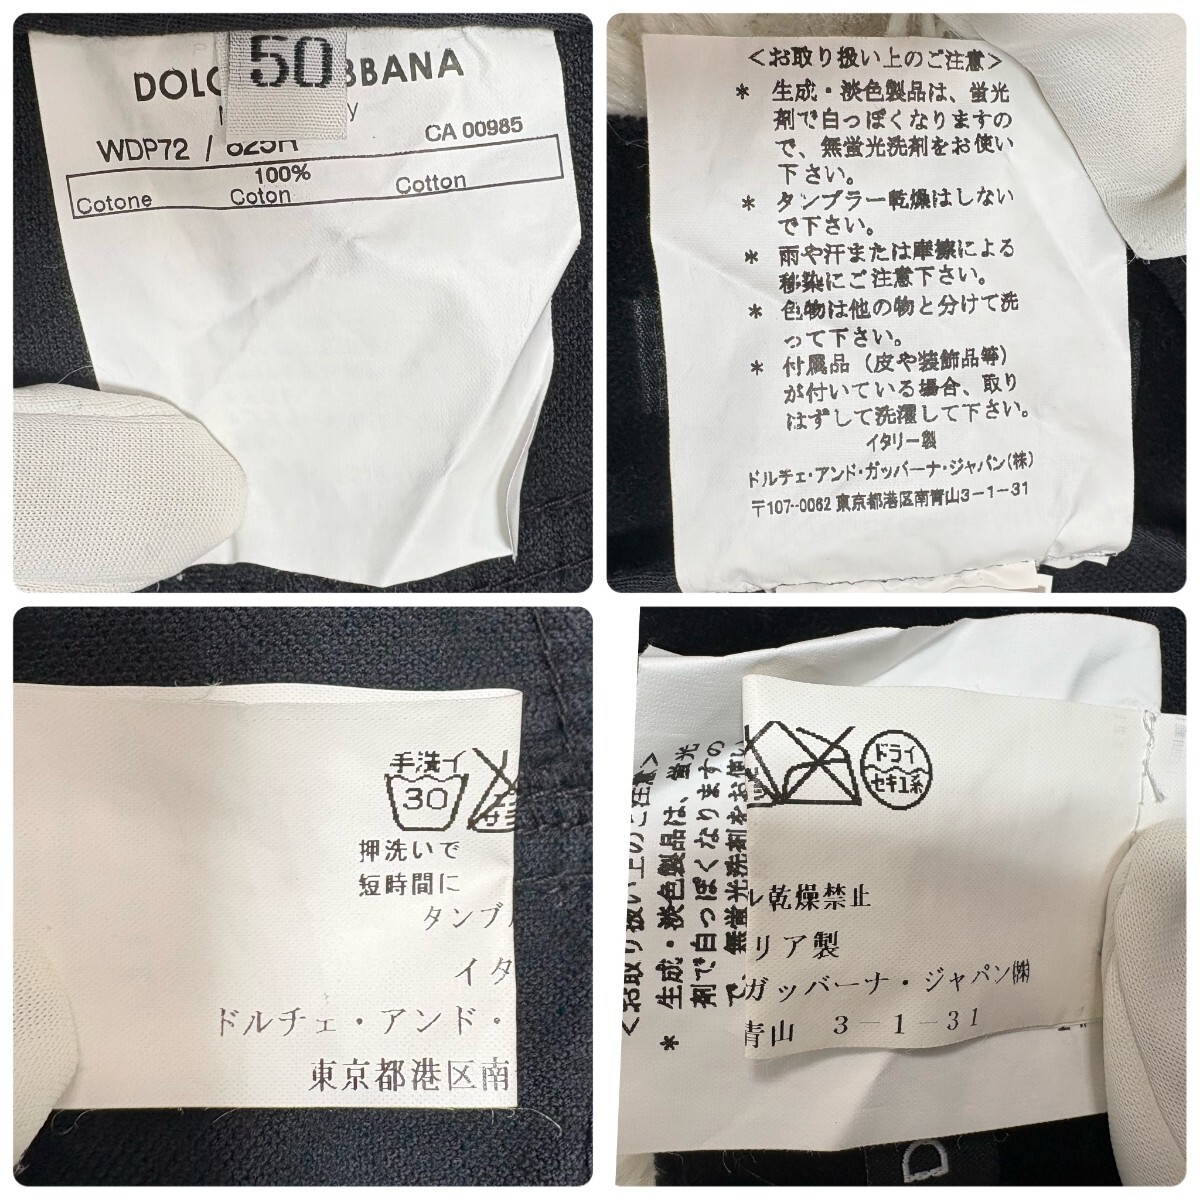 50
DOLC BBANA
WDP72 /
CA 00985
100%
Cotone Coton Cotton
<お取り扱い上のご注意>
* 生成・淡色製品は、蛍光
剤で白っぽくなりますの
で、無蛍光洗剤をお使い
下さい。
* タンブラー乾燥はしない
で下さい。
* 雨や汗または摩擦による
移染にご注意下さい。
* 色物は他の物と分けて洗
って下さい。
* 付属品（皮や装飾品等）
が付いている場合、取り
はずして洗濯して下さい。
イタリー製
ドルチェ・アンド・ガッバーナ・ジャパン(株)
〒107-0062 東京都港区南青山3-1-31
手洗イ
30
押洗いで
短時間に
タンブ
イタ
ドルチェ・アンド・
東京都港区南
ドライ
セキユ系
ル乾燥禁止
リア製
ガッバーナ・ジャパン㈱
青山 3-1-31
* 生成・淡色製品は、蛍光
剤で白っぽくなりますの
で、無蛍光洗剤をお使い
D